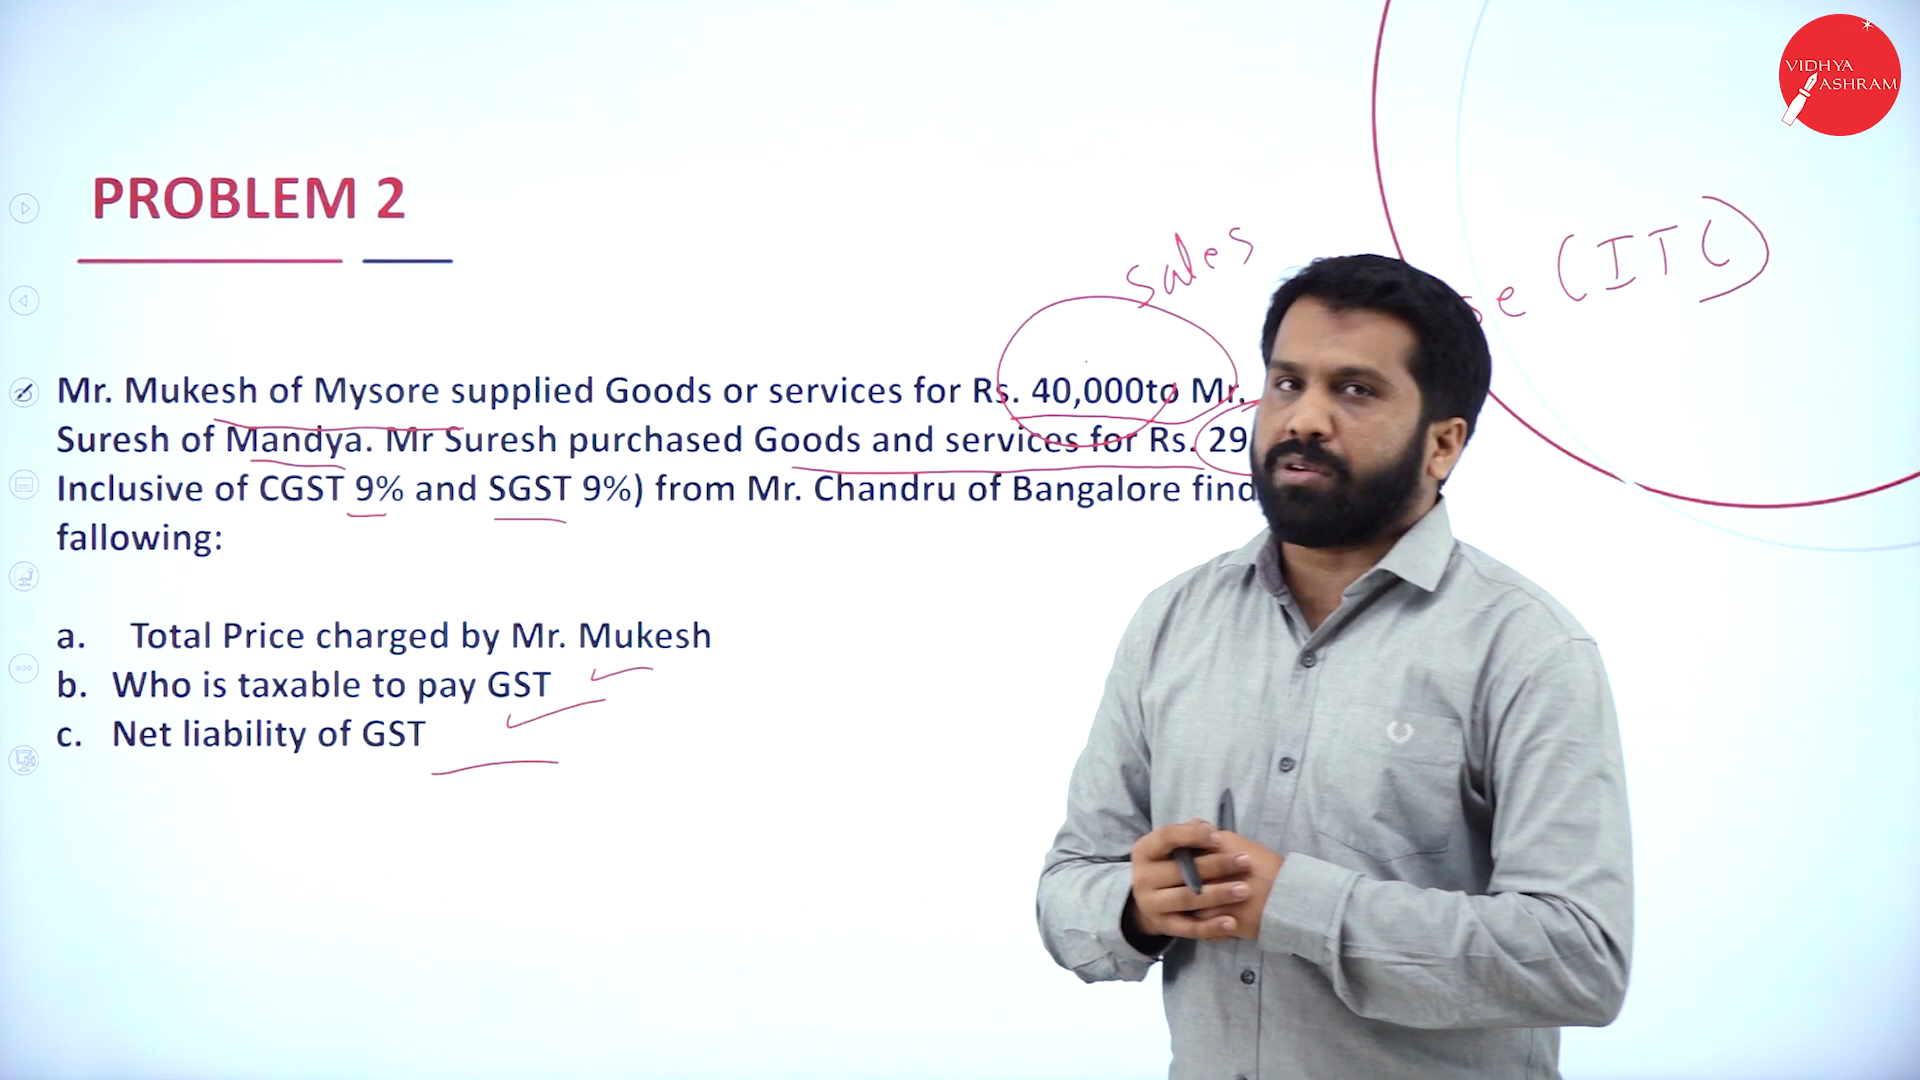 VIDHYA
ASHRAM
PROBLEM 2
sales
se (ITC)
Mr. Mukesh of Mysore supplied Goods or services for Rs. 40,000to Mr.
Suresh of Mandya. Mr Suresh purchased Goods and services for Rs. 29
Inclusive of CGST 9% and SGST 9%) from Mr. Chandru of Bangalore find
fallowing:
a. Total Price charged by Mr. Mukesh
b. Who is taxable to pay GST
c. Net liability of GST